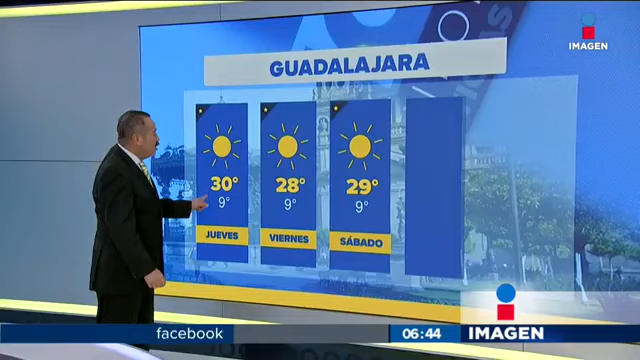 IMAGEN
GUADALAJARA
30° 28° 29°
9° 9° 9°
JUEVES VIERNES SÁBADO
facebook 06:44 IMAGEN